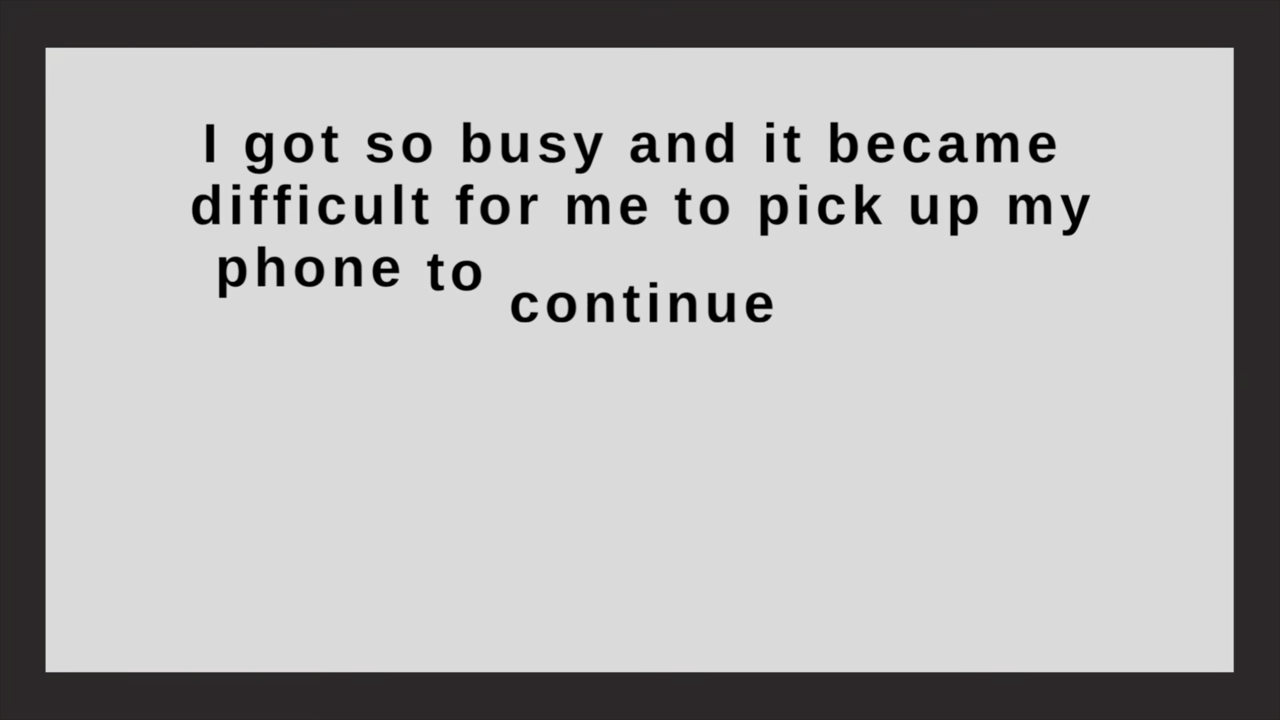 I got so busy and it became
difficult for me to pick up my
phone to continue